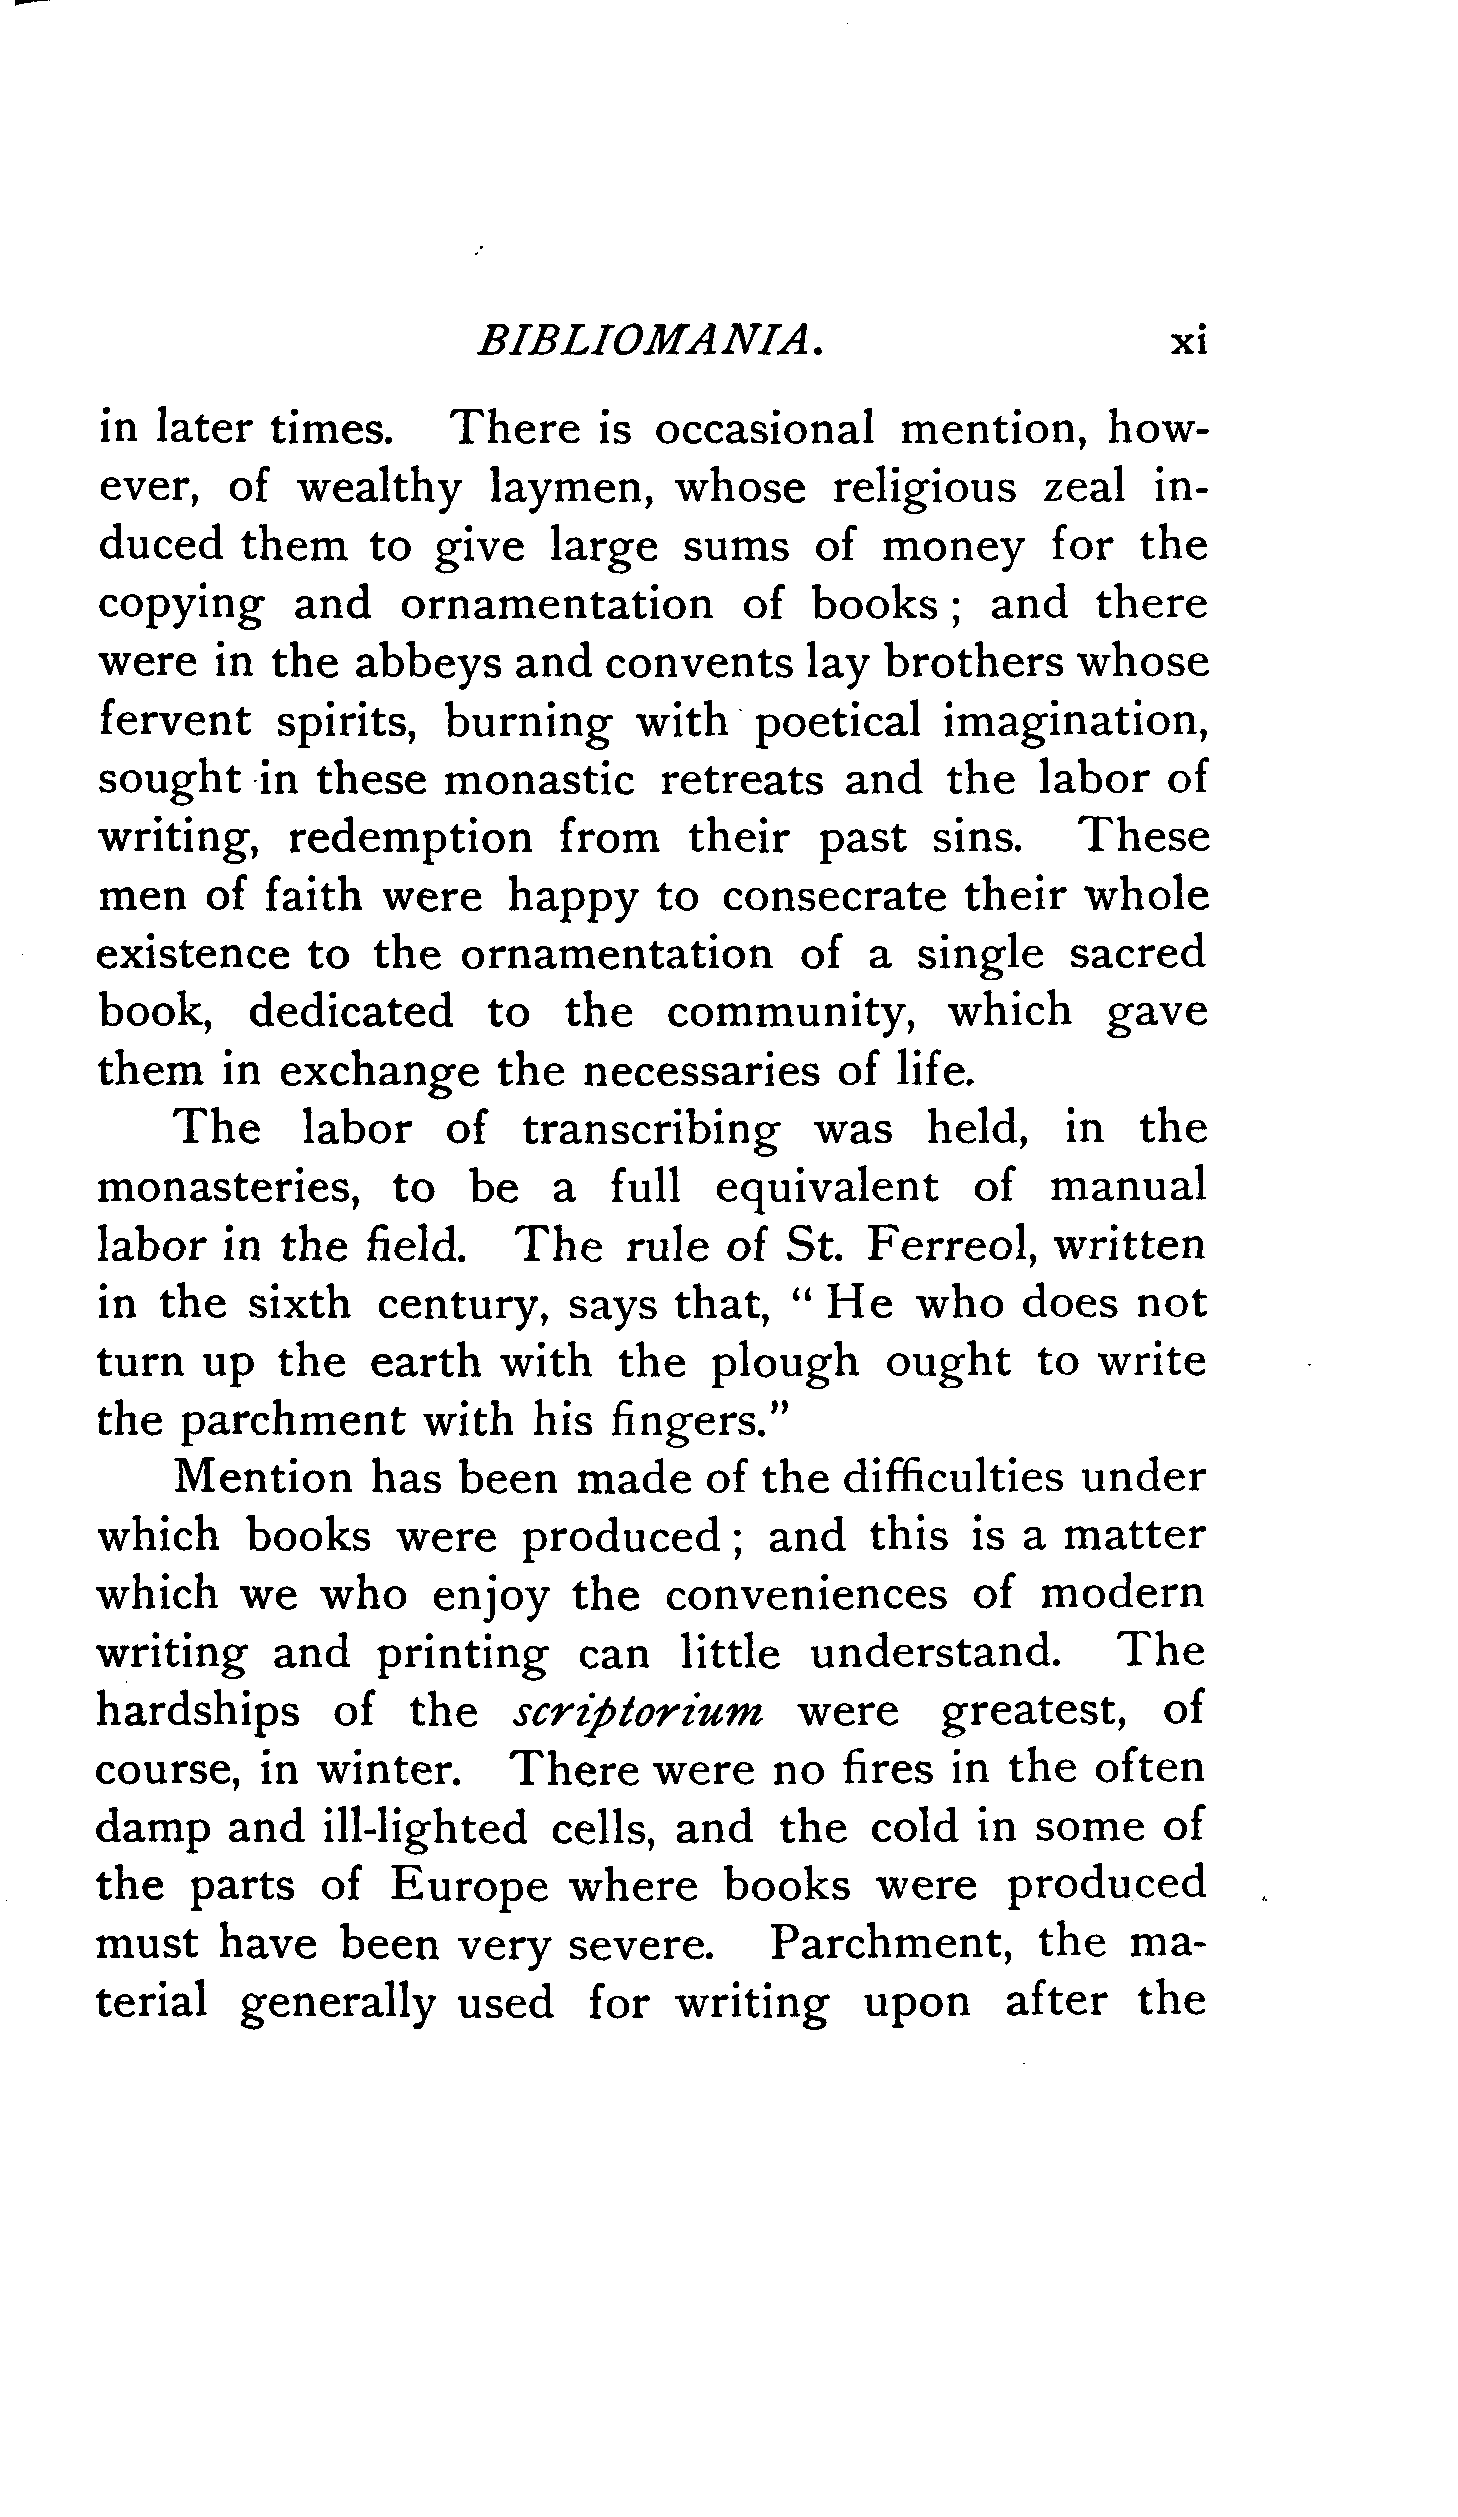 BIBLIOMANIA. xi
in later times. There is occasional mention, how-
ever, of wealthy laymen, whose religious zeal in-
duced them to give large sums of money for the
copying and ornamentation of books ; and there
were in the abbeys and convents lay brothers whose
fervent spirits, burning with poetical imagination,
sought in these monastic retreats and the labor of
writing, redemption from their past sins. These
men of faith were happy to consecrate their whole
existence to the ornamentation of a single sacred
book, dedicated to the community, which gave
them in exchange the necessaries of life.
The labor of transcribing was held, in the
monasteries, to be a full equivalent of manual
labor in the field. The rule of St. Ferreol, written
in the sixth century, says that, “ He who does not
turn up the earth with the plough ought to write
the parchment with his fingers.”
Mention has been made of the difficulties under
which books were produced ; and this is a matter
which we who enjoy the conveniences of modern
writing and printing can little understand. The
hardships of the scriptorium were greatest, of
course, in winter. There were no fires in the often
damp and ill-lighted cells, and the cold in some of
the parts of Europe where books were produced
must have been very severe. Parchment, the ma-
terial generally used for writing upon after the